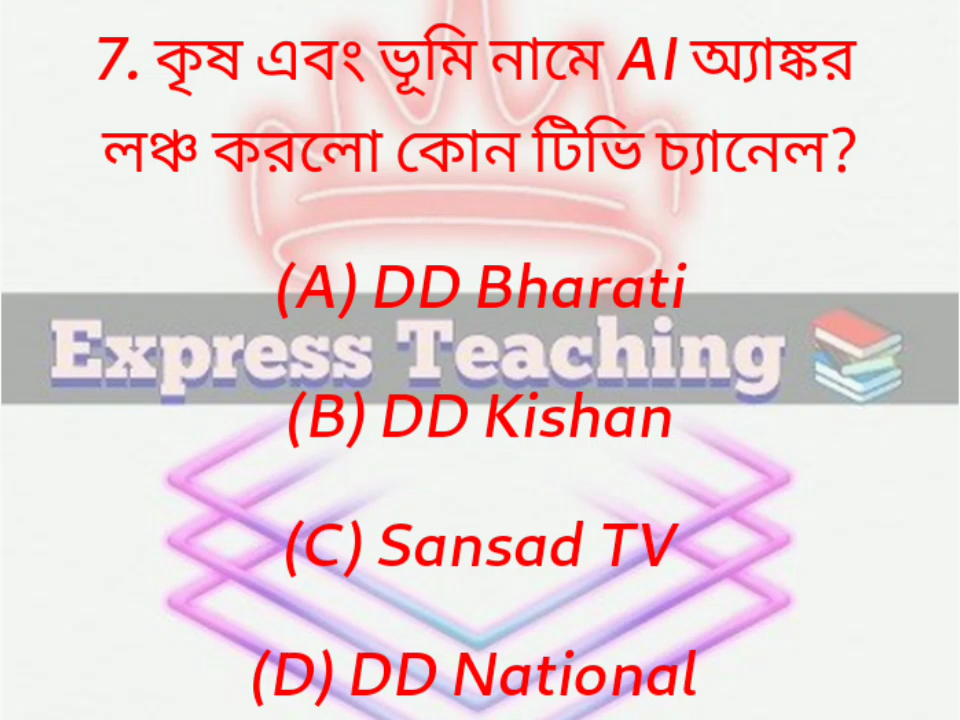 7. কৃষ এবং ভূমি নামে AI অ্যাঙ্কর
লঞ্চ করলো কোন টিভি চ্যানেল?
(A) DD Bharati
Express Teaching
(B) DD Kishan
(C) Sansad TV
(D) DD National